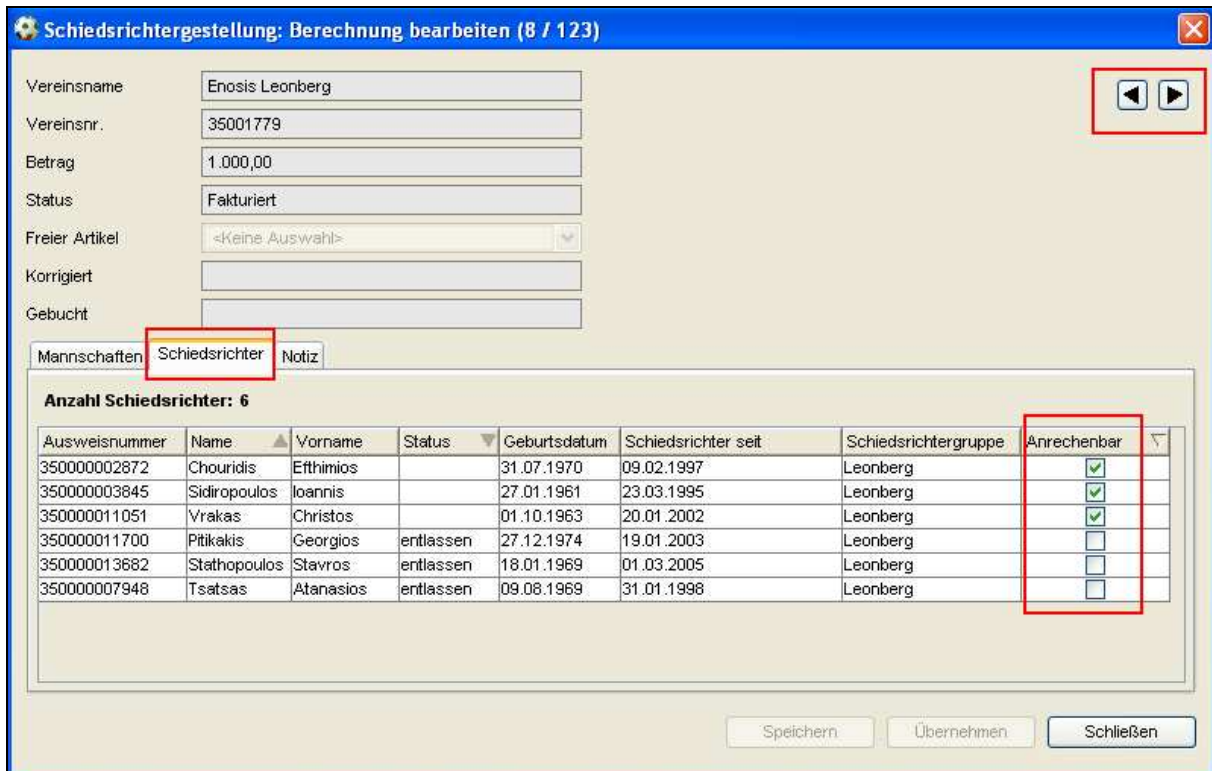 Schiedsrichtergestellung: Berechnung bearbeiten (8 / 123)
Vereinsname Enosis Leonberg
Vereinsnr. 35001779
Betrag 1.000,00
Status Fakturiert
Freier Artikel <Keine Auswahl>
Korrigiert
Gebucht
Mannschaften Schiedsrichter Notiz
Anzahl Schiedsrichter: 6
Ausweisnummer Name Vorname Status Geburtsdatum Schiedsrichter seit Schiedsrichtergruppe Anrechenbar
350000002872 Chouridis Efthimios 31.07.1970 09.02.1997 Leonberg
350000003845 Sidiropoulos Ioannis 27.01.1961 23.03.1995 Leonberg
350000011051 Vrakas Christos 01.10.1963 20.01.2002 Leonberg
350000011700 Pitikakis Georgios entlassen 27.12.1974 19.01.2003 Leonberg
350000013682 Stathopoulos Stavros entlassen 18.01.1969 01.03.2005 Leonberg
350000007948 Tsatsas Atanasios entlassen 09.08.1969 31.01.1998 Leonberg
Speichern Übernehmen Schließen